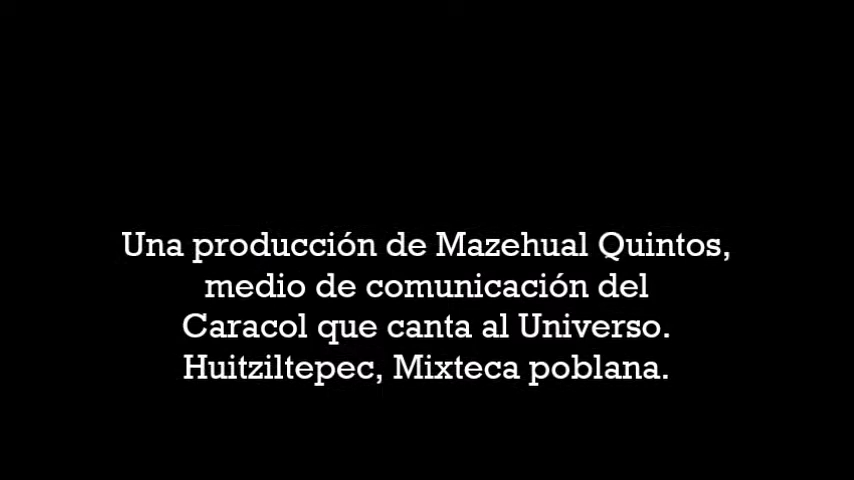 Una producción de Mazehual Quintos,
medio de comunicación del
Caracol que canta al Universo.
Huitziltepec, Mixteca poblana.